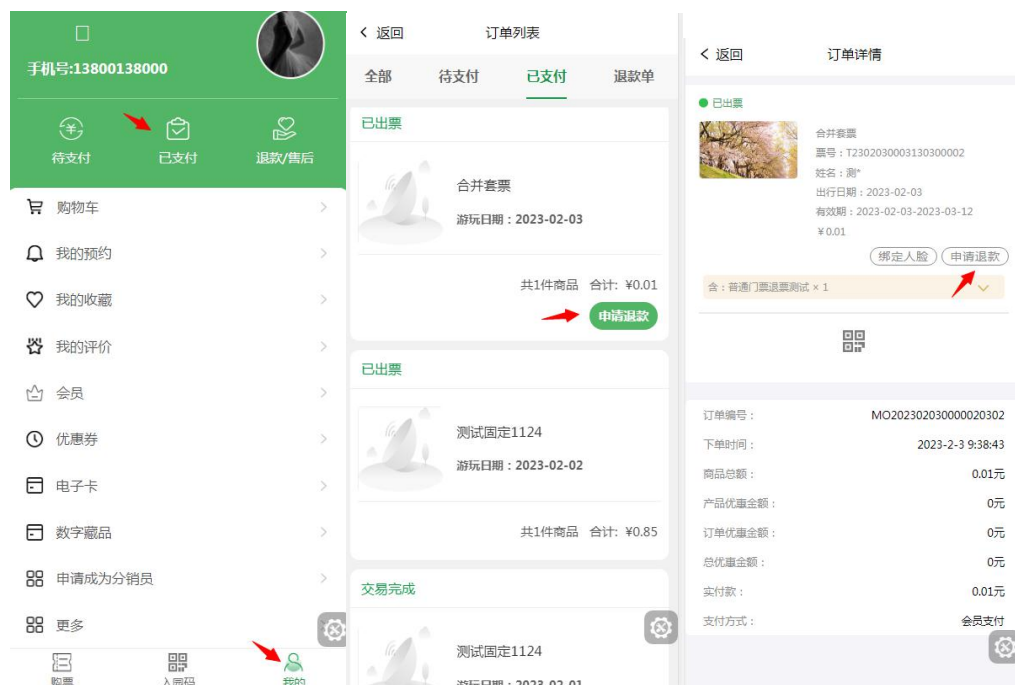 手机号:13800138000
待支付
已支付
退款/售后
购物车
我的预约
我的收藏
我的评价
会员
优惠券
电子卡
数字藏品
申请成为分销员
更多
购票
入园码
我的
返回
订单列表
全部
待支付
已支付
退款单
已出票
合并套票
游玩日期：2023-02-03
共1件商品 合计: ¥0.01
申请退款
已出票
测试固定1124
游玩日期：2023-02-02
共1件商品 合计: ¥0.85
交易完成
测试固定1124
游玩日期：2023-02-01
返回
订单详情
已出票
合并套票
票号：T2302030003130300002
姓名：测*
出行日期：2023-02-03
有效期：2023-02-03-2023-03-12
¥0.01
绑定人脸
申请退款
含：普通门票退票测试 × 1
订单编号： MO202302030000020302
下单时间： 2023-2-3 9:38:43
商品总额： 0.01元
产品优惠金额： 0元
订单优惠金额： 0元
总优惠金额： 0元
实付款： 0.01元
支付方式： 会员支付